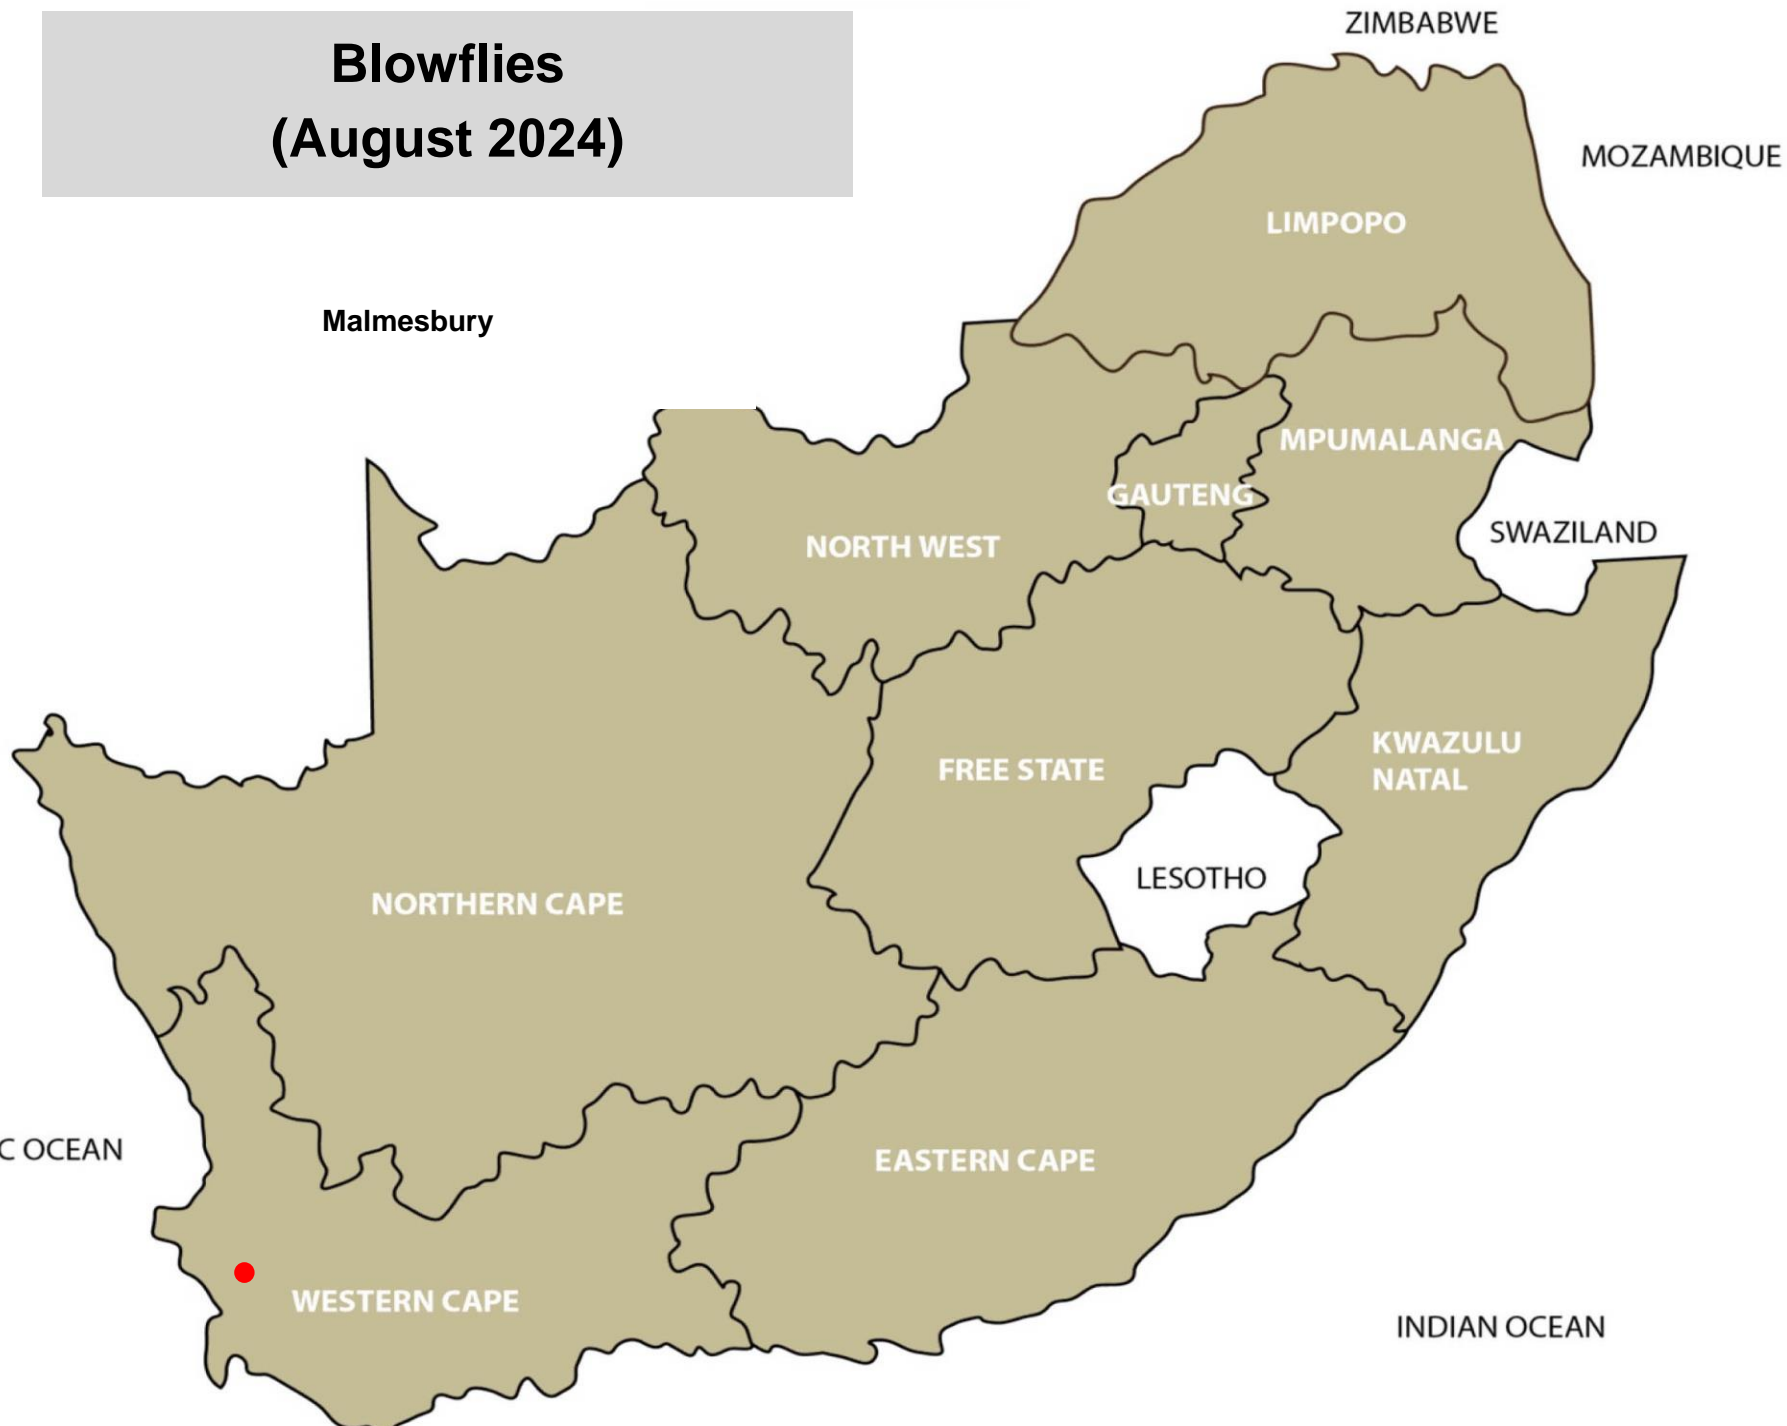 Blowflies
(August 2024)
ZIMBABWE
MOZAMBIQUE
LIMPOPO
Malmesbury
MPUMALANGA
GAUTENG
SWAZILAND
NORTH WEST
KWAZULU
NATAL
FREE STATE
LESOTHO
NORTHERN CAPE
C OCEAN
EASTERN CAPE
WESTERN CAPE
INDIAN OCEAN